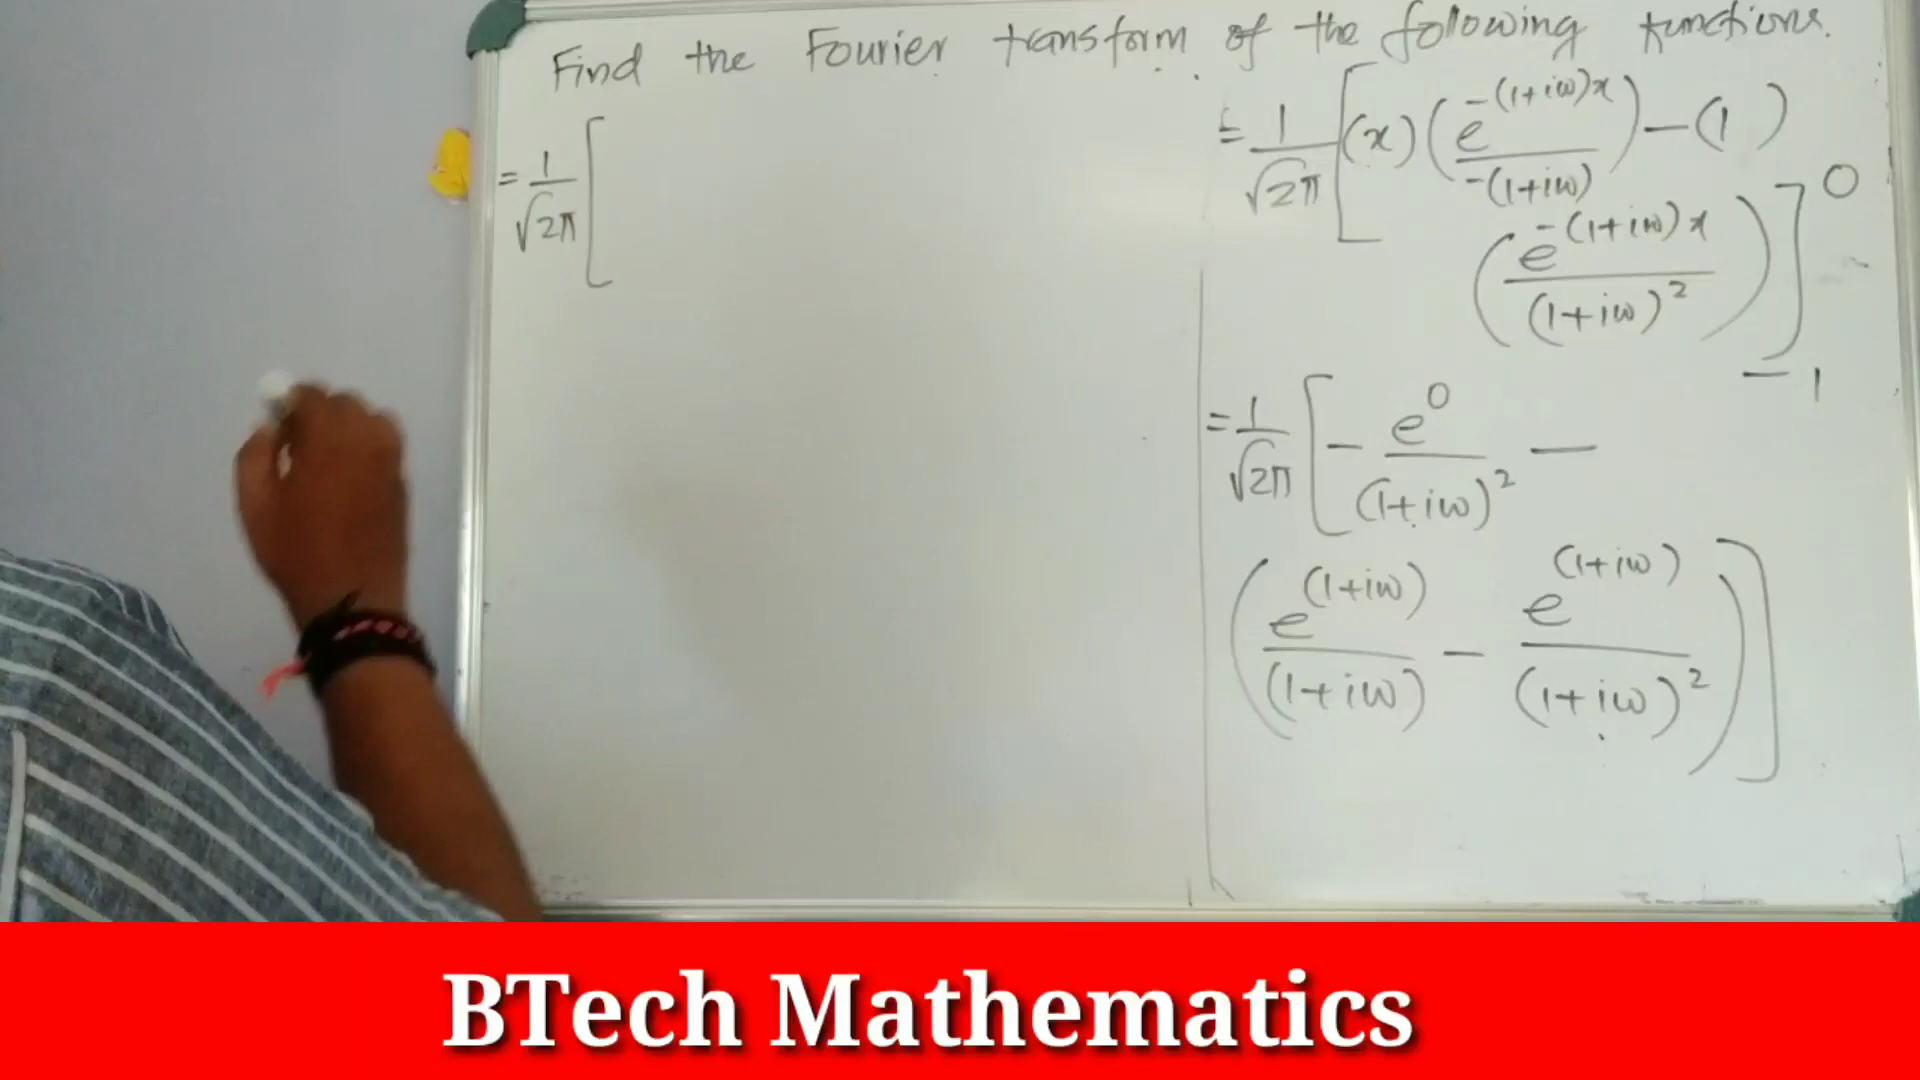 Find the Fourier transform of the following functions.
= 1/√2π [
= 1/√2π [(x)(e^-(1+iω)x / -(1+iω)) - (1)
(e^-(1+iω)x / (1+iω)^2)]^0_-1
= 1/√2π [- e^0 / (1+iω)^2 -
(e^(1+iω) / (1+iω) - e^(1+iω) / (1+iω)^2)]
BTech Mathematics